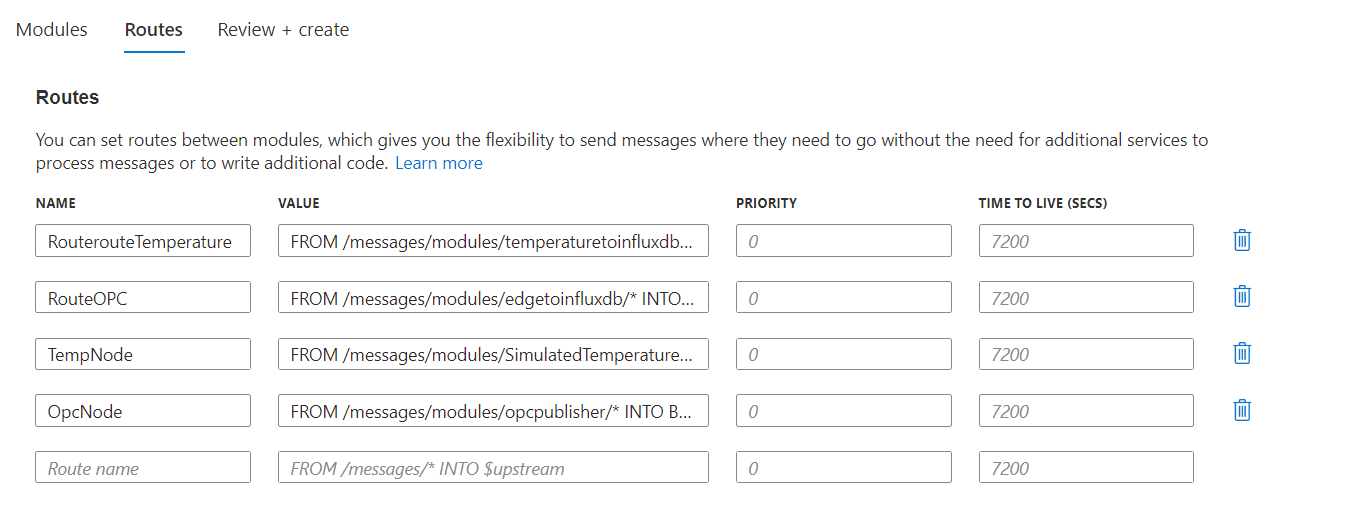 Modules Routes Review + create
Routes
You can set routes between modules, which gives you the flexibility to send messages where they need to go without the need for additional services to
process messages or to write additional code. Learn more
NAME VALUE PRIORITY TIME TO LIVE (SECS)
RouterouteTemperature FROM /messages/modules/temperaturetoinfluxdb... 0 7200
RouteOPC FROM /messages/modules/edgetoinfluxdb/* INTO... 0 7200
TempNode FROM /messages/modules/SimulatedTemperature... 0 7200
OpcNode FROM /messages/modules/opcpublisher/* INTO B... 0 7200
Route name FROM /messages/* INTO $upstream 0 7200